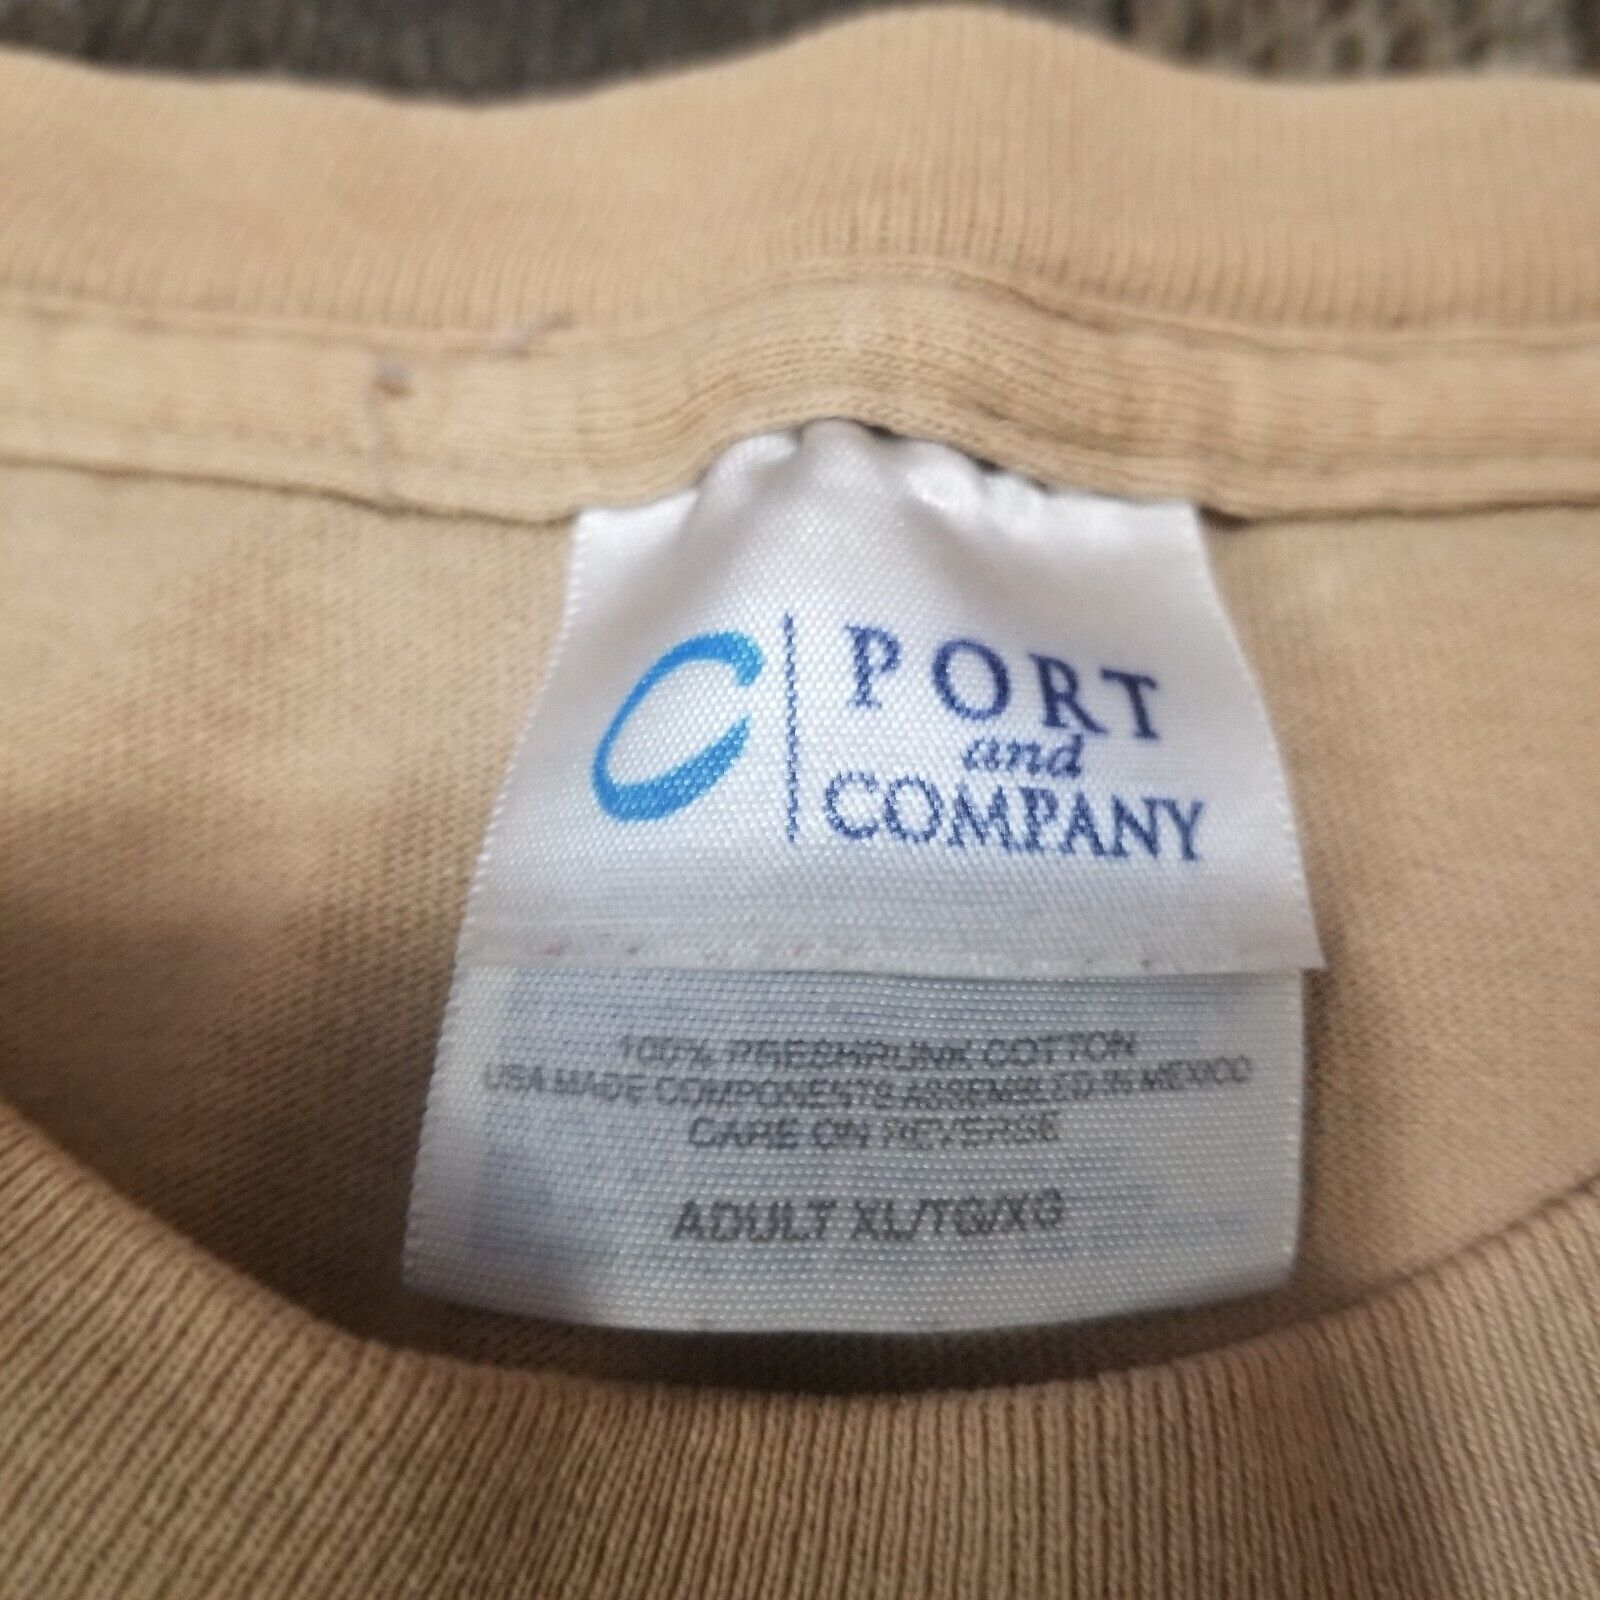 PORT
and
COMPANY
100% PRESHRUNK COTTON
USA MADE COMPONENTS ASSEMBLED IN MEXICO
CARE ON REVERSE
ADULT XL/TG/XG